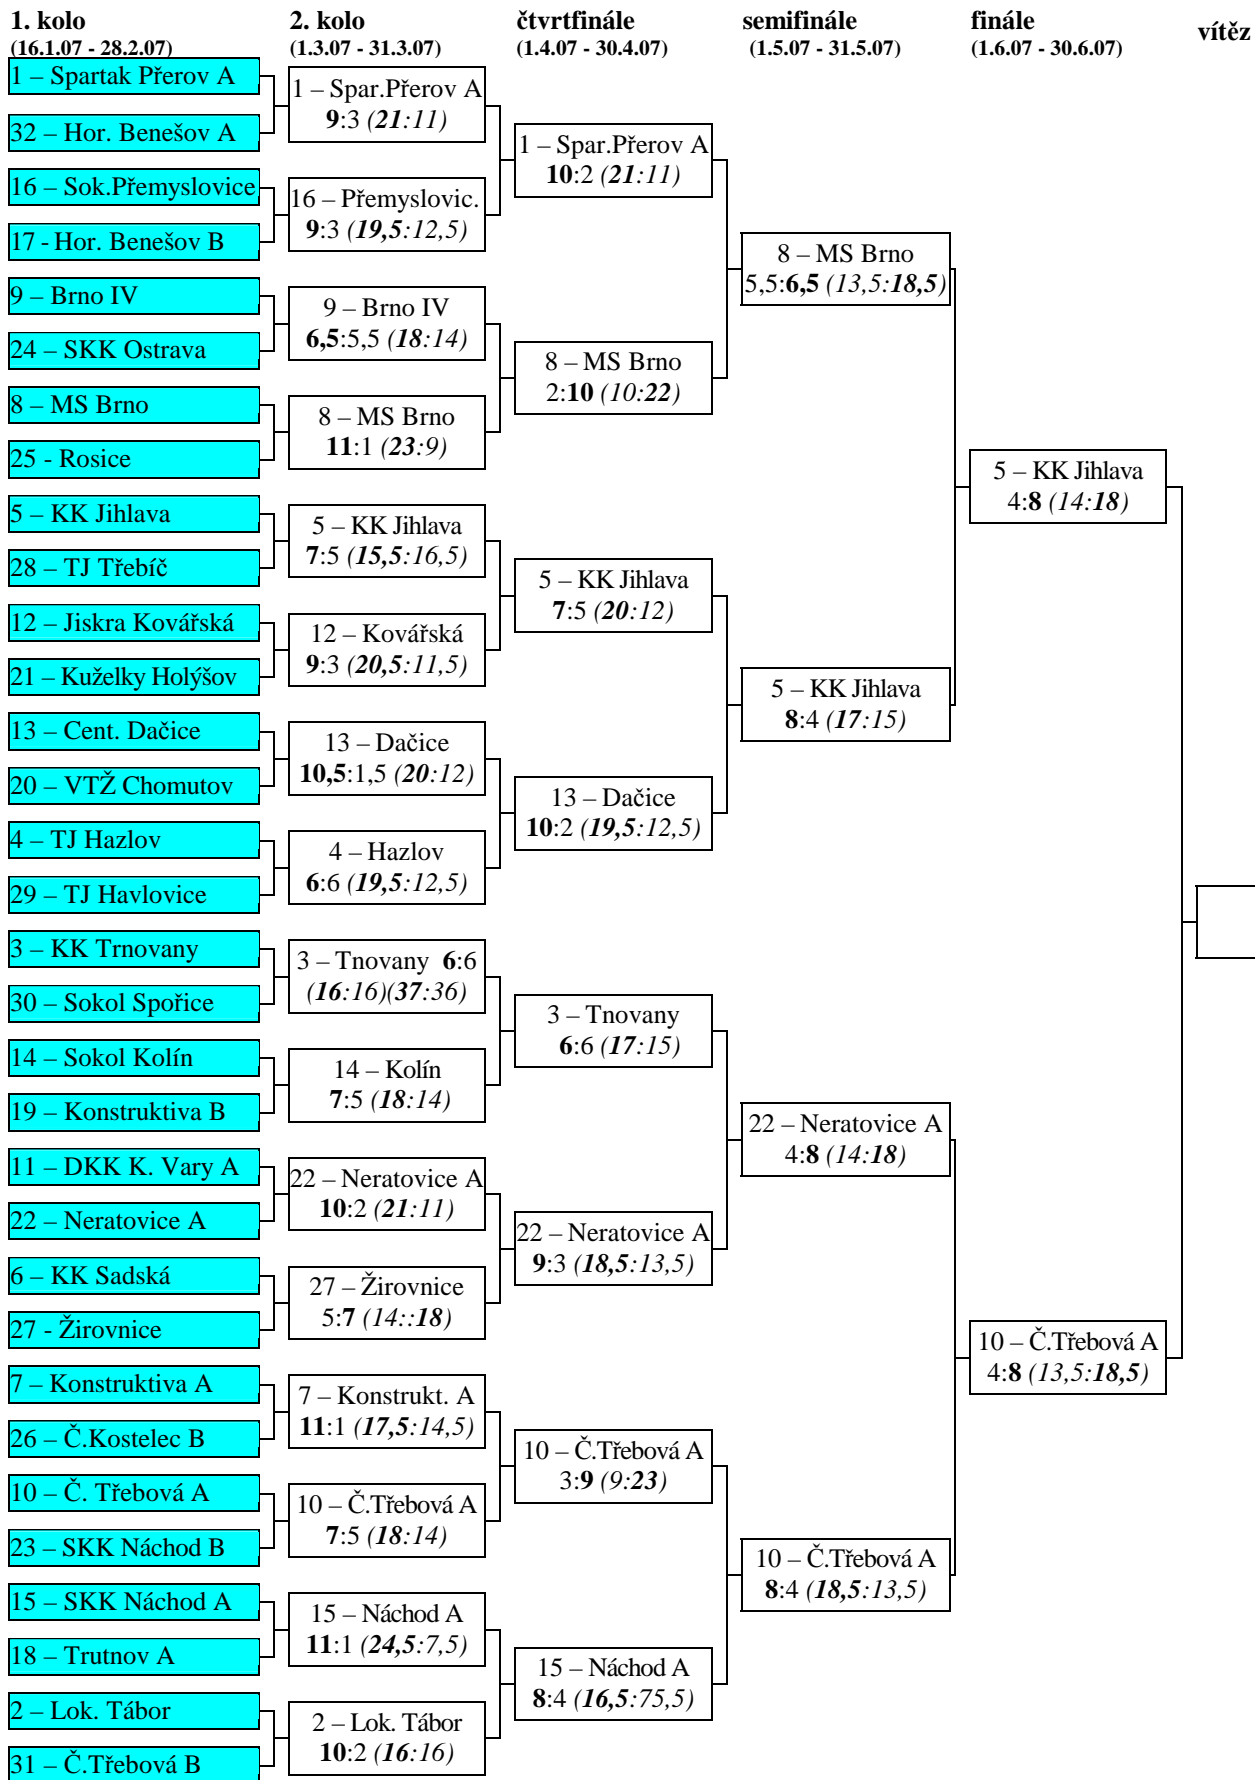 1. kolo
(16.1.07 - 28.2.07)
2. kolo
(1.3.07 - 31.3.07)
čtvrtfinále
(1.4.07 - 30.4.07)
semifinále
(1.5.07 - 31.5.07)
finále
(1.6.07 - 30.6.07)
vítěz
1 – Spartak Přerov A
32 – Hor. Benešov A
16 – Sok.Přemyslovice
17 - Hor. Benešov B
9 – Brno IV
24 – SKK Ostrava
8 – MS Brno
25 - Rosice
5 – KK Jihlava
28 – TJ Třebíč
12 – Jiskra Kovářská
21 – Kuželky Holýšov
13 – Cent. Dačice
20 – VTŽ Chomutov
4 – TJ Hazlov
29 – TJ Havlovice
3 – KK Trnovany
30 – Sokol Spořice
14 – Sokol Kolín
19 – Konstruktiva B
11 – DKK K. Vary A
22 – Neratovice A
6 – KK Sadská
27 - Žirovnice
7 – Konstruktiva A
26 – Č.Kostelec B
10 – Č. Třebová A
23 – SKK Náchod B
15 – SKK Náchod A
18 – Trutnov A
2 – Lok. Tábor
31 – Č.Třebová B
1 – Spar.Přerov A
9:3 (21:11)
16 – Přemyslovic.
9:3 (19,5:12,5)
9 – Brno IV
6,5:5,5 (18:14)
8 – MS Brno
11:1 (23:9)
5 – KK Jihlava
7:5 (15,5:16,5)
12 – Kovářská
9:3 (20,5:11,5)
13 – Dačice
10,5:1,5 (20:12)
4 – Hazlov
6:6 (19,5:12,5)
3 – Tnovany 6:6
(16:16)(37:36)
14 – Kolín
7:5 (18:14)
22 – Neratovice A
10:2 (21:11)
27 – Žirovnice
5:7 (14::18)
7 – Konstrukt. A
11:1 (17,5:14,5)
10 – Č.Třebová A
7:5 (18:14)
15 – Náchod A
11:1 (24,5:7,5)
2 – Lok. Tábor
10:2 (16:16)
1 – Spar.Přerov A
10:2 (21:11)
8 – MS Brno
2:10 (10:22)
5 – KK Jihlava
7:5 (20:12)
13 – Dačice
10:2 (19,5:12,5)
3 – Tnovany
6:6 (17:15)
22 – Neratovice A
9:3 (18,5:13,5)
10 – Č.Třebová A
3:9 (9:23)
15 – Náchod A
8:4 (16,5:75,5)
8 – MS Brno
5,5:6,5 (13,5:18,5)
5 – KK Jihlava
8:4 (17:15)
22 – Neratovice A
4:8 (14:18)
10 – Č.Třebová A
8:4 (18,5:13,5)
5 – KK Jihlava
4:8 (14:18)
10 – Č.Třebová A
4:8 (13,5:18,5)